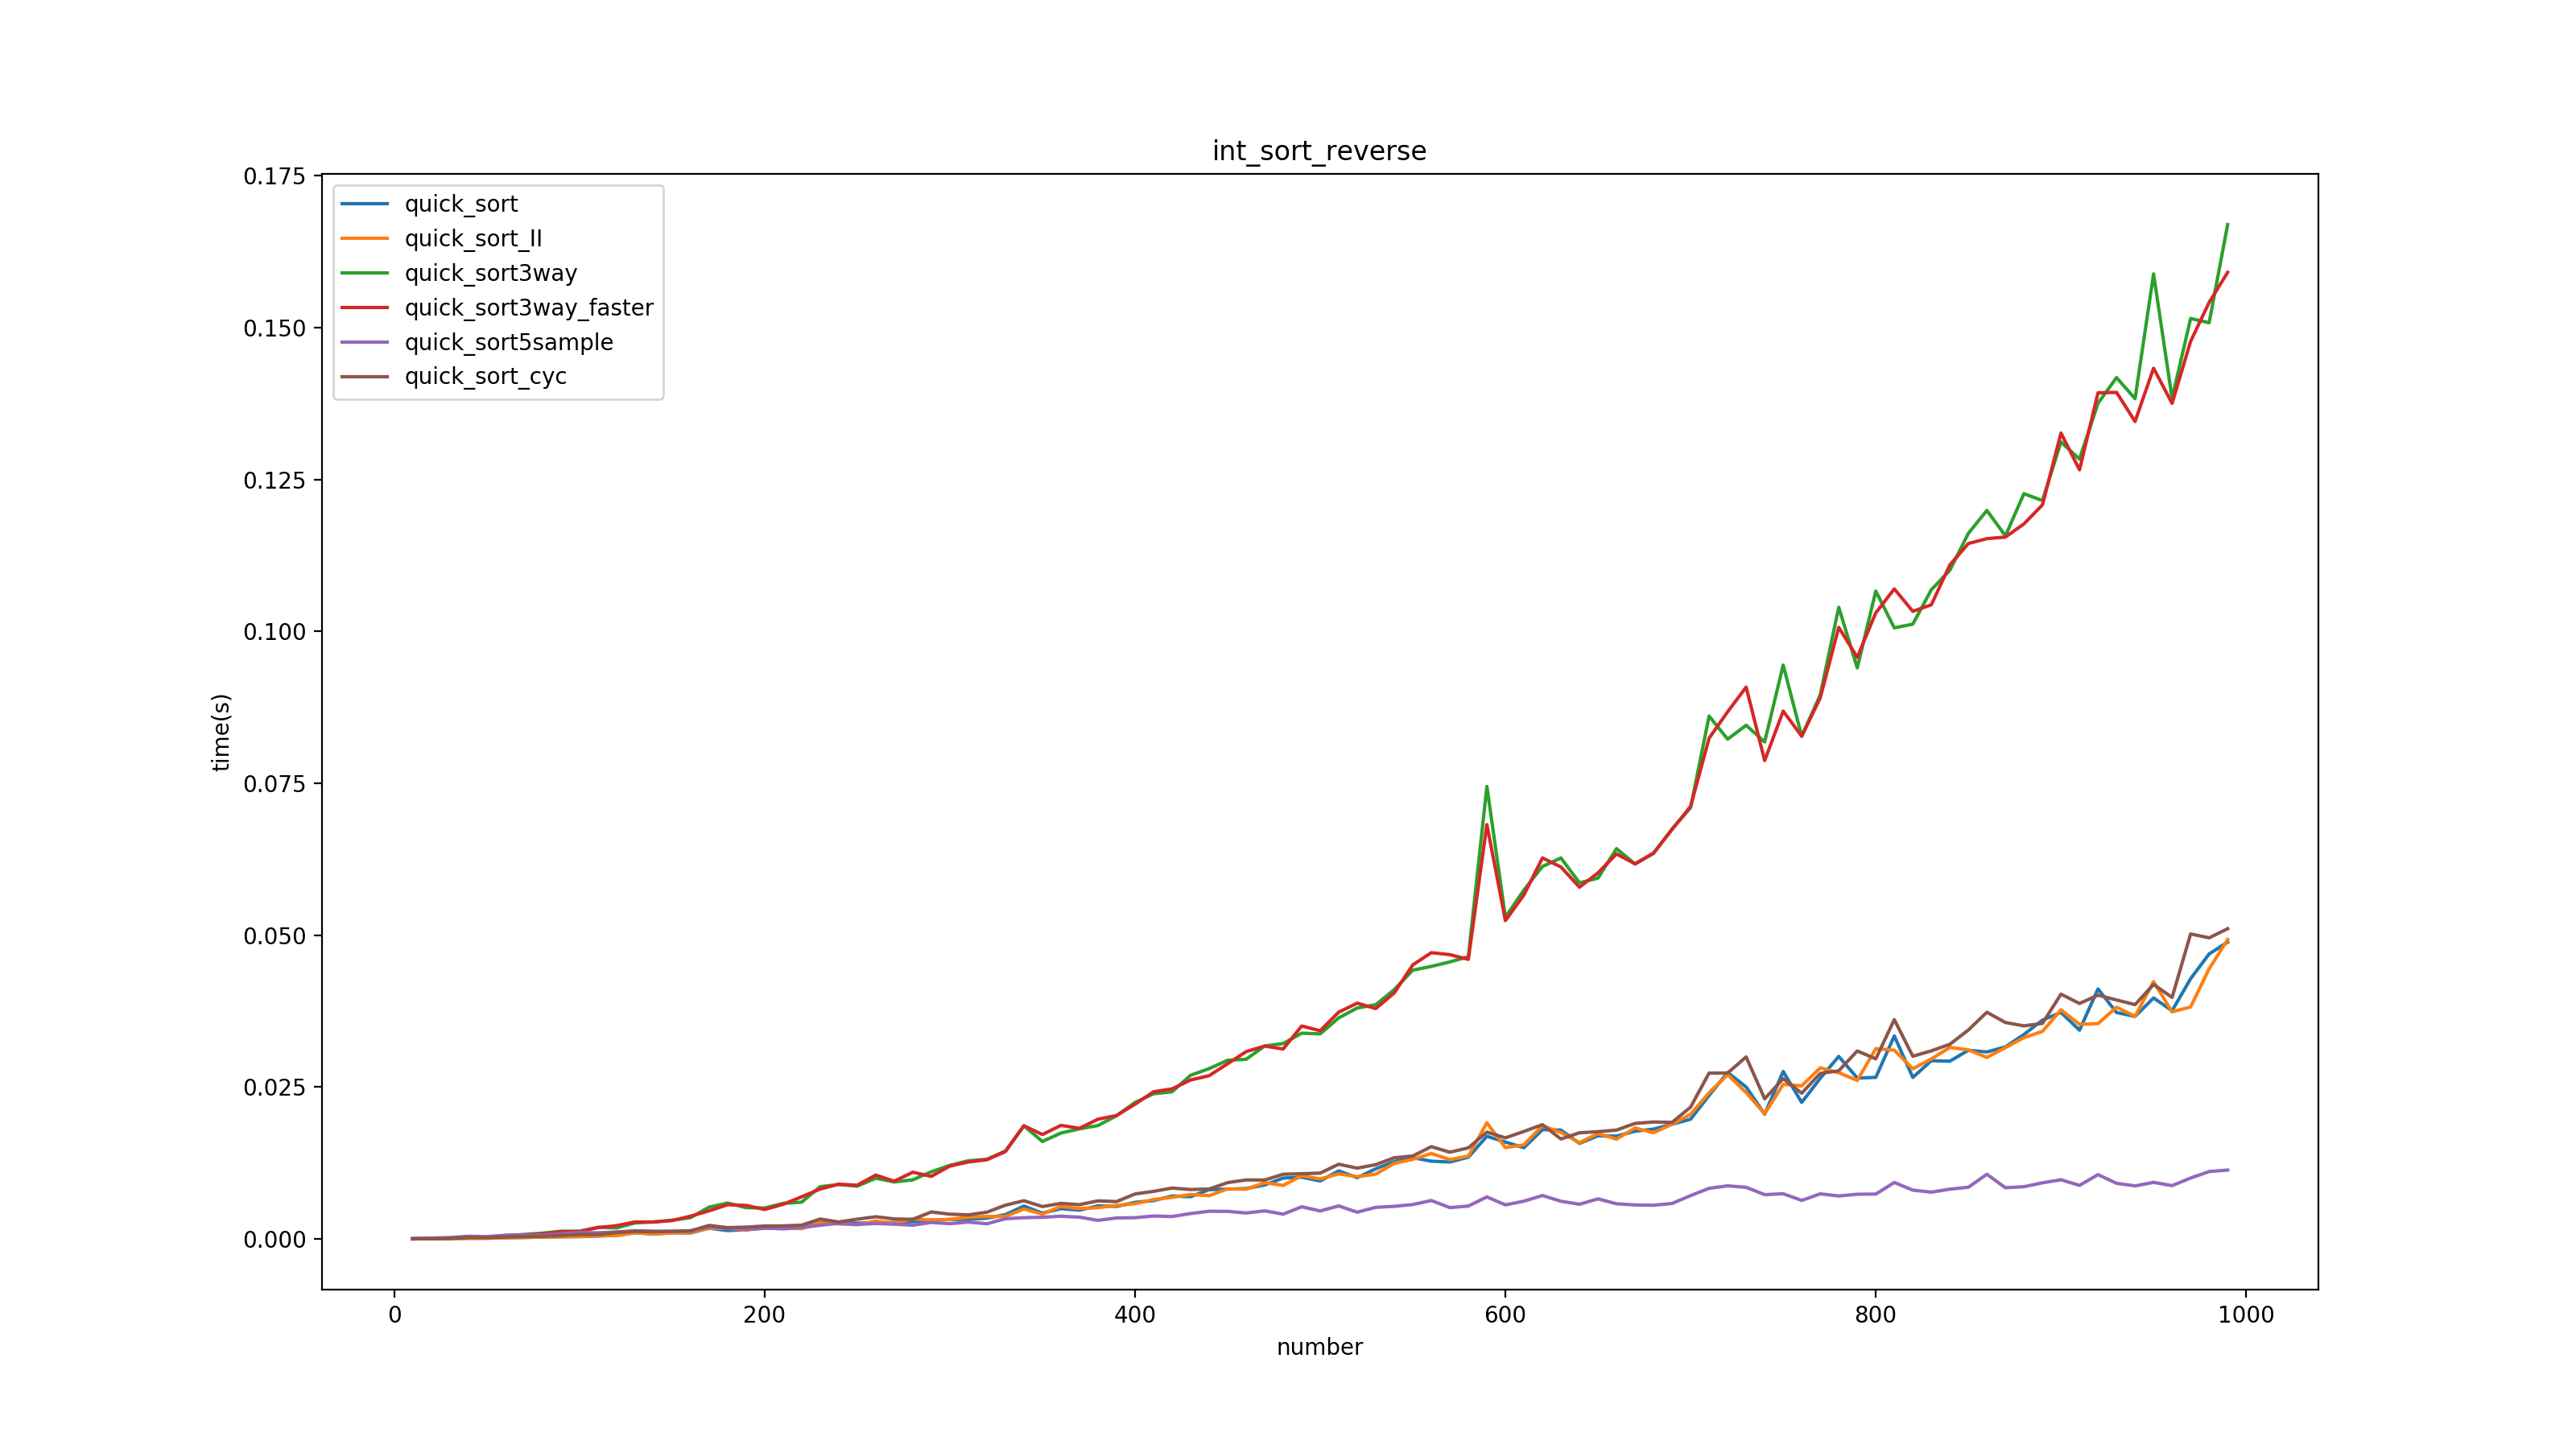 int_sort_reverse
0.175
0.150
0.125
0.100
0.075
0.050
0.025
0.000
time(s)
quick_sort
quick_sort_II
quick_sort3way
quick_sort3way_faster
quick_sort5sample
quick_sort_cyc
0 200 400 600 800 1000
number